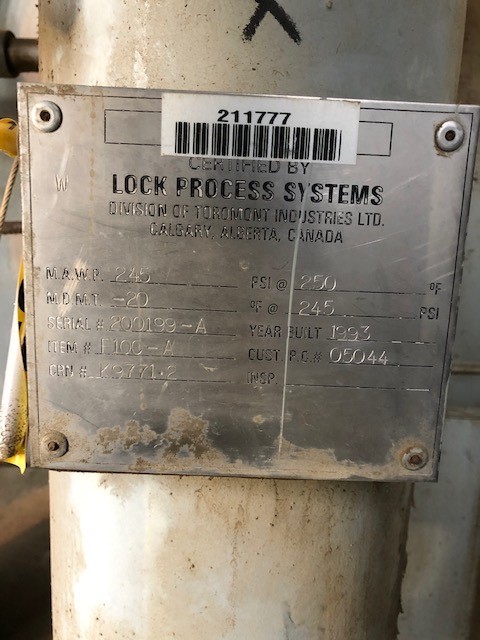 211777
CERTIFIED BY
W
LOCK PROCESS SYSTEMS
DIVISION OF TOROMONT INDUSTRIES LTD.
CALGARY, ALBERTA, CANADA
M.A.W.P. 245 PSI @ 250 °F
M.D.M.T. -20 °F @ 245 PSI
SERIAL # 200199-A YEAR BUILT 1993
ITEM # F100-A CUST P.O.# 05044
CRN # K9771.2 INSP.